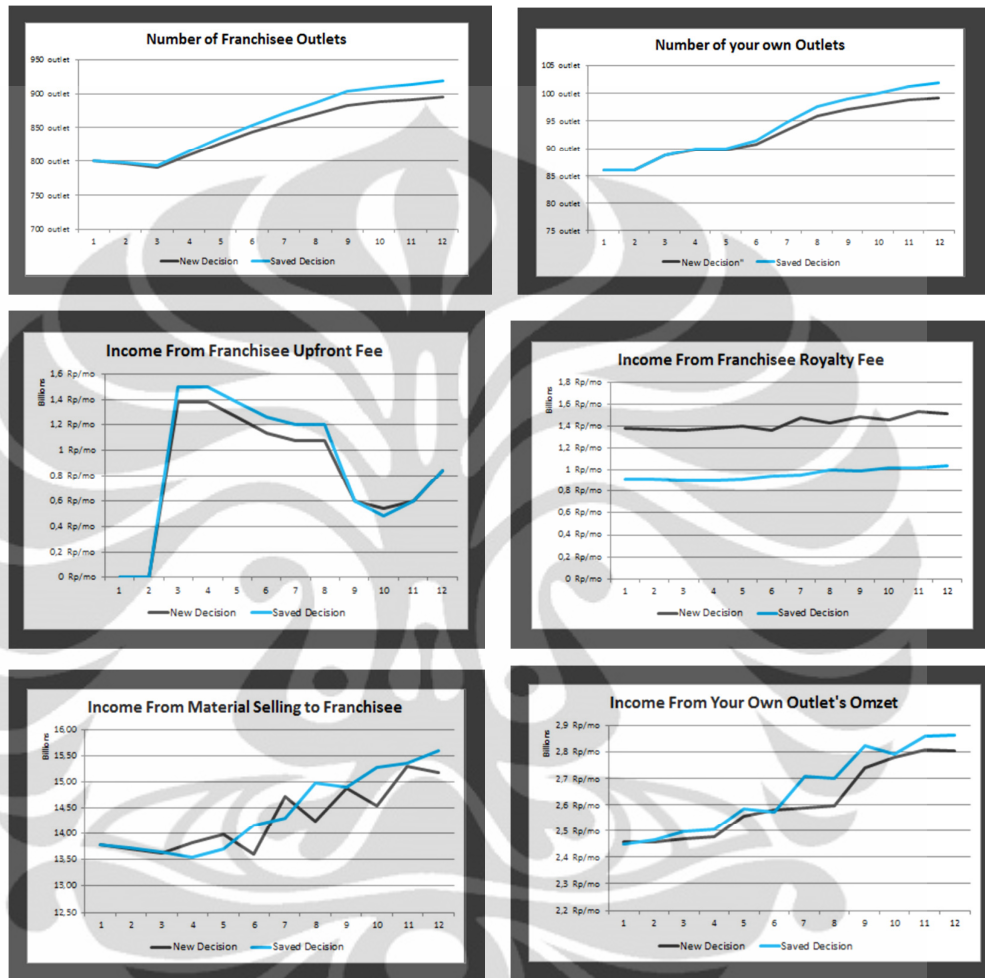 Number of Franchisee Outlets
950 outlet
900 outlet
850 outlet
800 outlet
750 outlet
700 outlet
1 2 3 4 5 6 7 8 9 10 11 12
New Decision Saved Decision
Number of your own Outlets
105 outlet
100 outlet
95 outlet
90 outlet
85 outlet
80 outlet
75 outlet
1 2 3 4 5 6 7 8 9 10 11 12
New Decision" Saved Decision
Income From Franchisee Upfront Fee
Billions
1,6 Rp/mo
1,4 Rp/mo
1,2 Rp/mo
0,8 Rp/mo
0,6 Rp/mo
0,4 Rp/mo
0,2 Rp/mo
0 Rp/mo
1 2 3 4 5 6 7 8 9 10 11 12
New Decision Saved Decision
Income From Franchisee Royalty Fee
Billions
1,8 Rp/mo
1,6 Rp/mo
1,4 Rp/mo
1,2 Rp/mo
1 Rp/mo
0,8 Rp/mo
0,6 Rp/mo
0,4 Rp/mo
0,2 Rp/mo
0 Rp/mo
1 2 3 4 5 6 7 8 9 10 11 12
New Decision Saved Decision
Income From Material Selling to Franchisee
Billions
16.00
15.50
15.00
14.50
14.00
13.50
13.00
12.50
1 2 3 4 5 6 7 8 9 10 11 12
New Decision Saved Decision
Income From Your Own Outlet's Omzet
Billions
2,9 Rp/mo
2,8 Rp/mo
2,7 Rp/mo
2,6 Rp/mo
2,5 Rp/mo
2,4 Rp/mo
2,3 Rp/mo
2,2 Rp/mo
1 2 3 4 5 6 7 8 9 10 11 12
New Decision Saved Decision